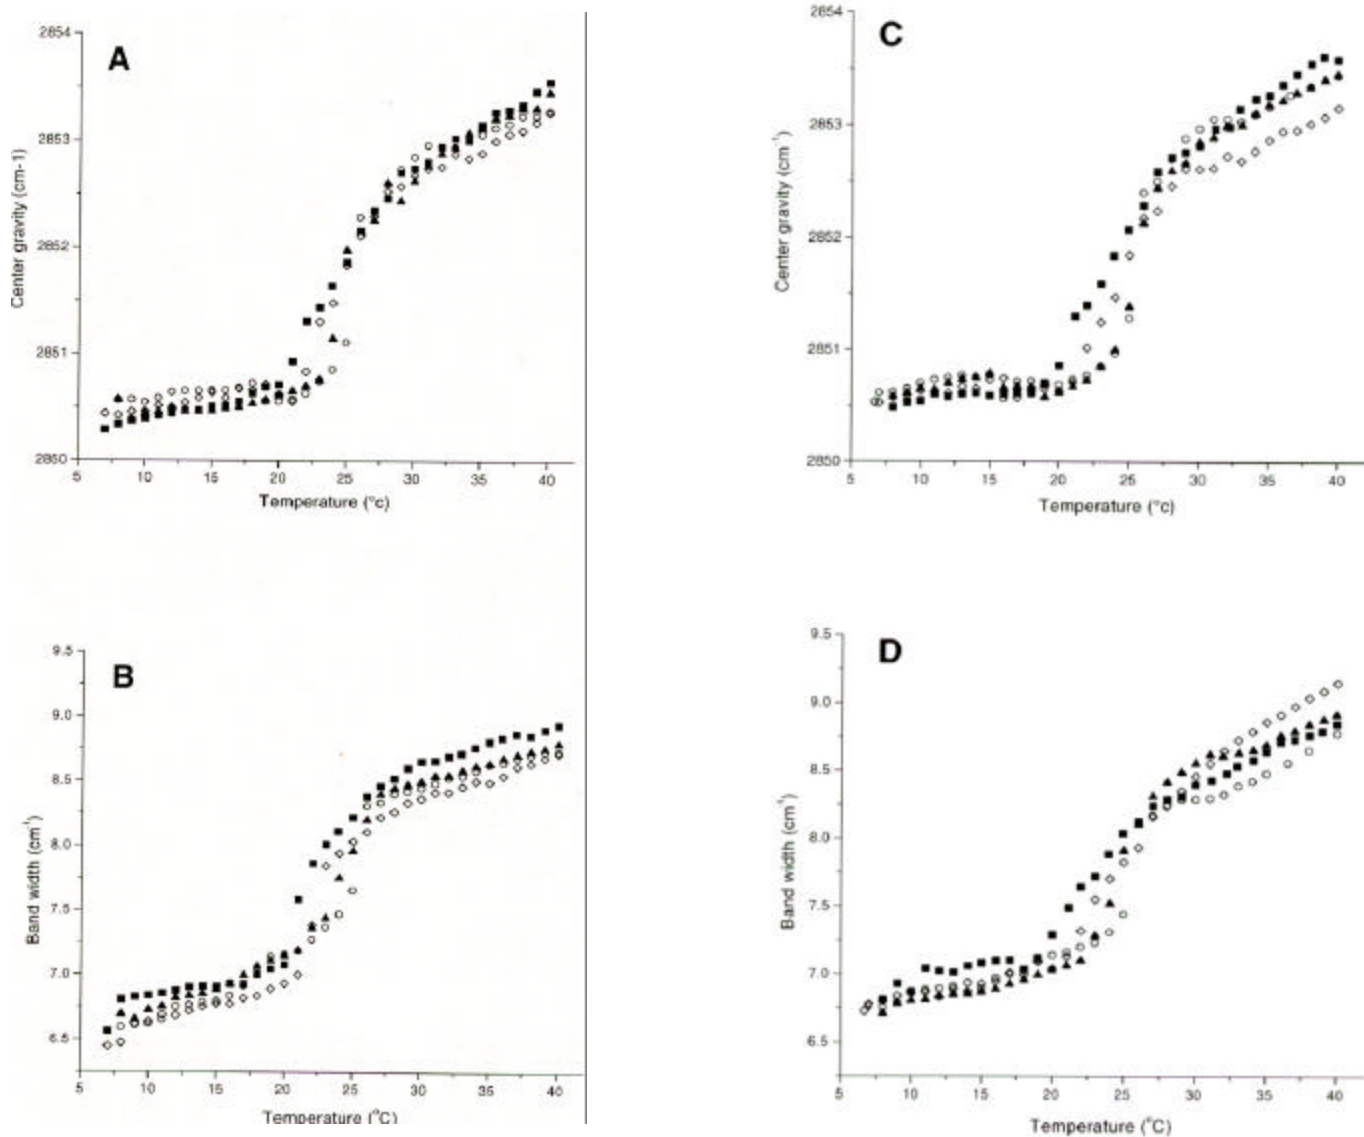 A
2854
2853
2852
2851
2850
Center gravity (cm-1)
5 10 15 20 25 30 35 40
Temperature (°c)
C
2854
2853
2852
2851
2850
Center gravity (cm⁻¹)
5 10 15 20 25 30 35 40
Temperature (°c)
B
9.5
9.0
8.5
8.0
7.5
7.0
6.5
Band width (cm⁻¹)
5 10 15 20 25 30 35 40
Temperature (°C)
D
9.5
9.0
8.5
8.0
7.5
7.0
6.5
Band width (cm⁻¹)
5 10 15 20 25 30 35 40
Temperature (°C)